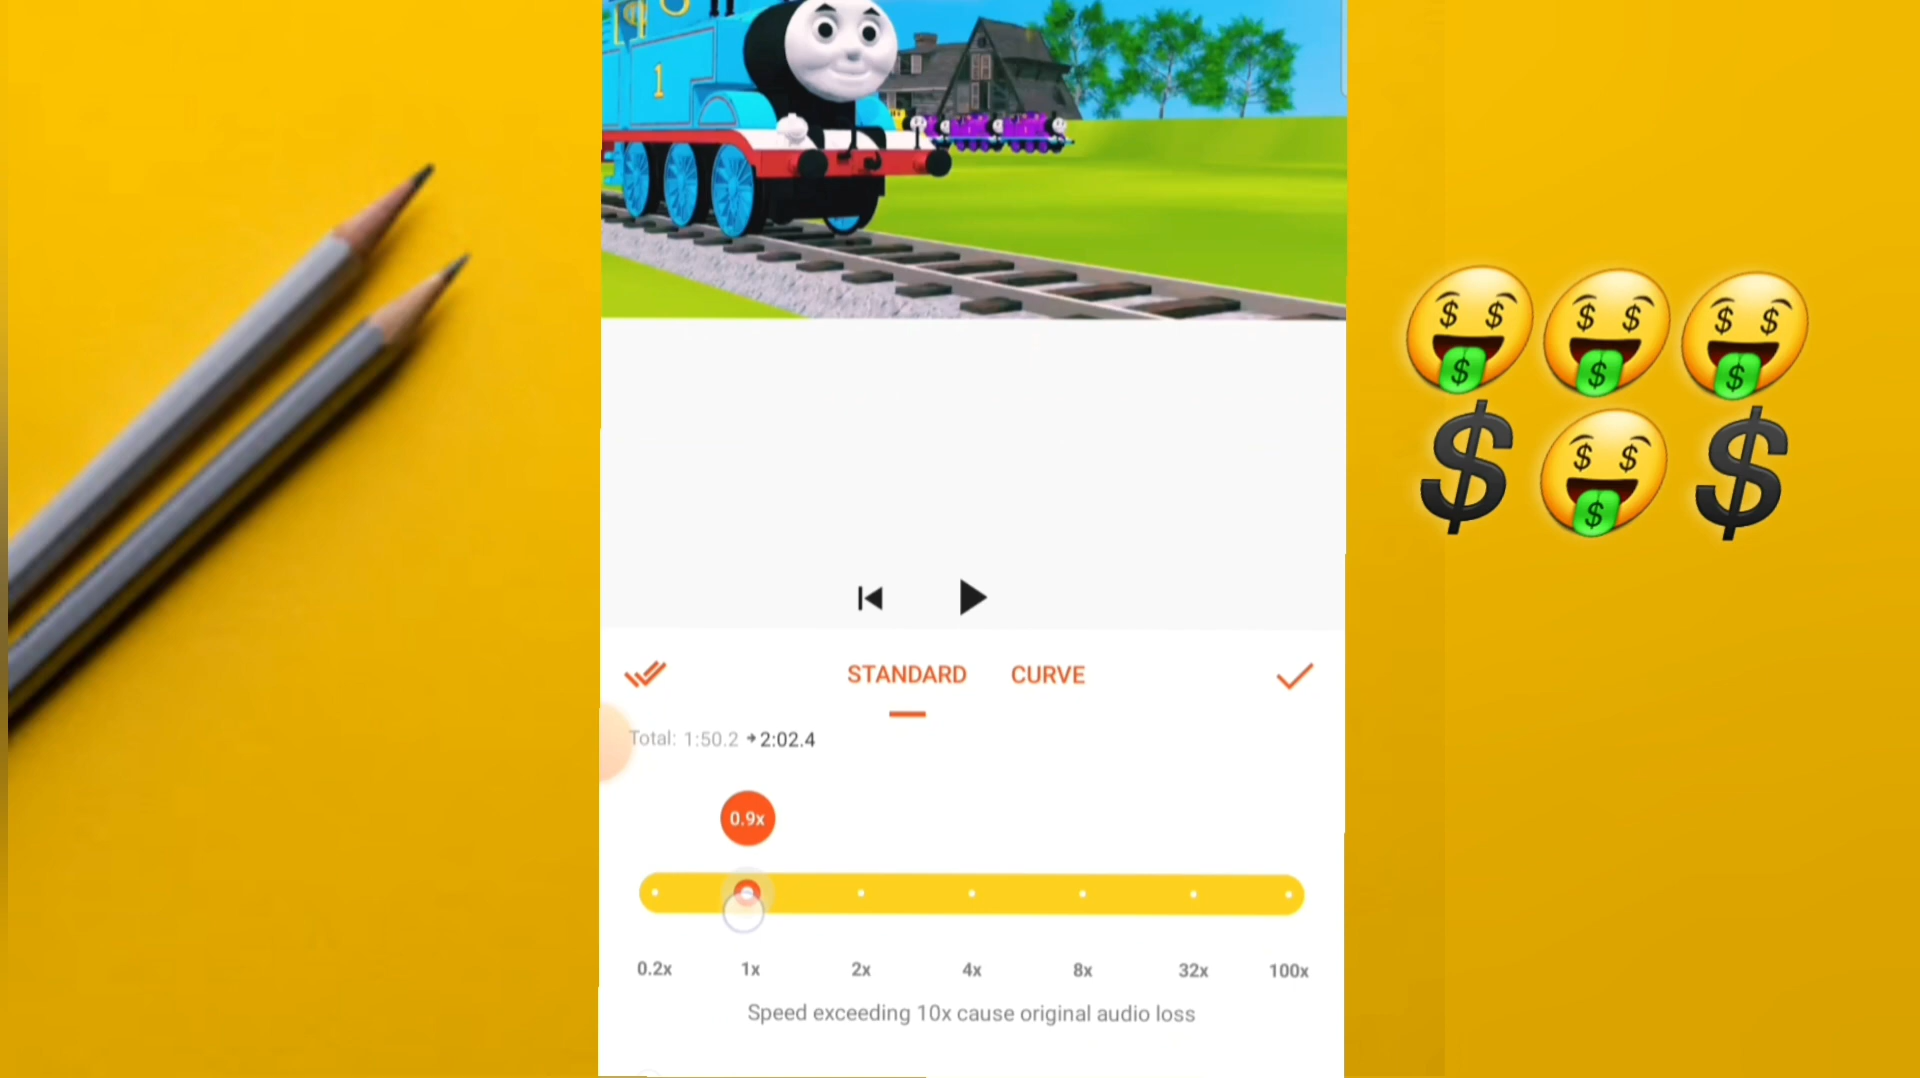 1
STANDARD CURVE
Total: 1:50.2 → 2:02.4
0.9x
0.2x 1x 2x 4x 8x 32x 100x
Speed exceeding 10x cause original audio loss
$ $ $ $ $ $
$ $ $
$ $ $ $
$